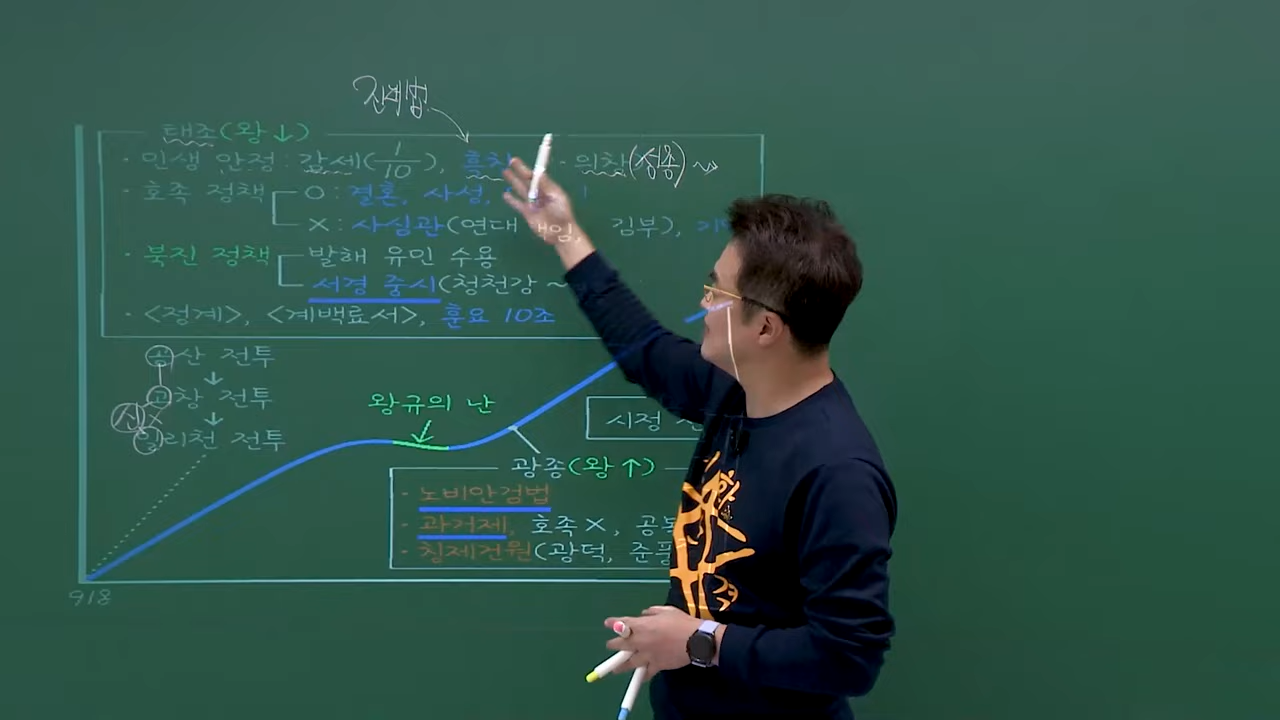 진대법
태조(왕↓)
· 민생 안정 : 감세(1/10), 흑창 · 의창(성종)
· 호족 정책 O : 결혼, 사성,
X : 사심관(연대 책임, 김부),
· 북진 정책 발해 유민 수용
서경 중시(청천강 ~
· <정계>, <계백료서>, 훈요 10조
공산 전투
↓
고창 전투
신X
↓
일리천 전투
왕규의 난
시정
광종(왕↑)
· 노비안검법
· 과거제, 호족X,
· 칭제건원(광덕, 준풍
918
화
격